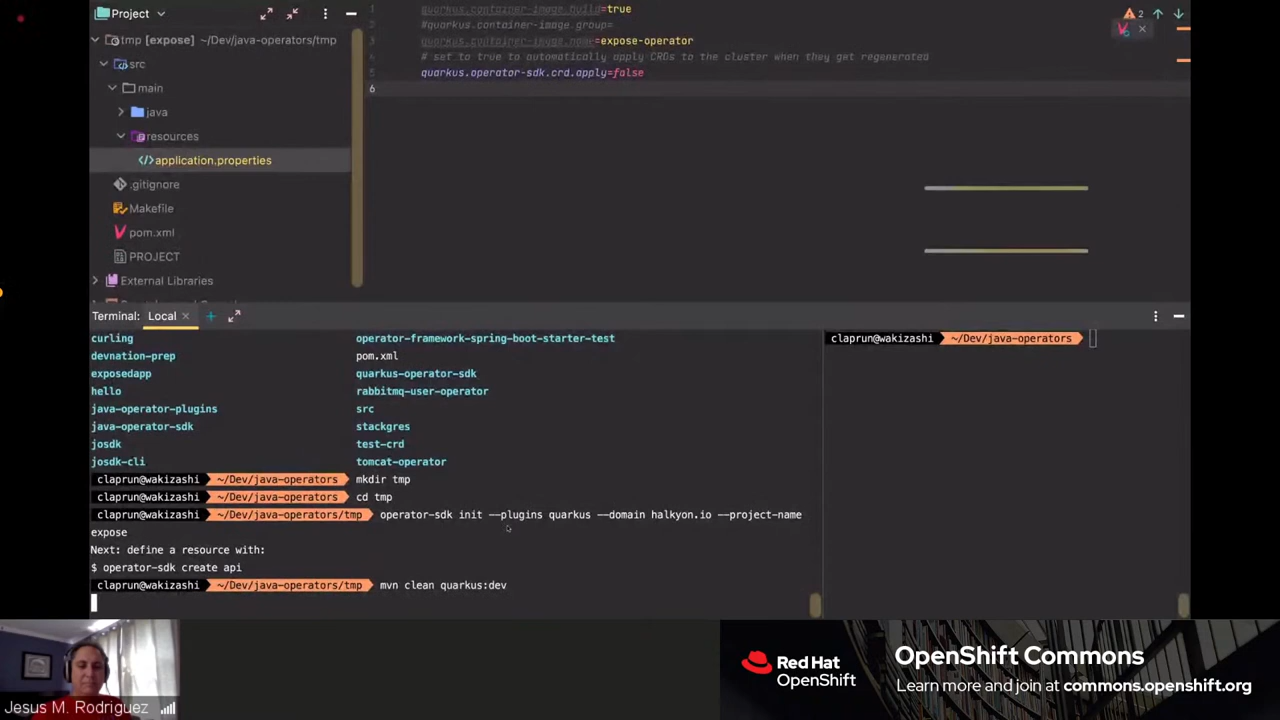 Project
tmp [expose] ~/Dev/java-operators/tmp
src
main
java
resources
application.properties
.gitignore
Makefile
pom.xml
PROJECT
External Libraries
1 quarkus.container-image.build=true
2 #quarkus.container-image.group=
3 quarkus.container-image.name=expose-operator
4 # set to true to automatically apply CRDs to the cluster when they get regenerated
5 quarkus.operator-sdk.crd.apply=false
6
2
Terminal: Local
curling operator-framework-spring-boot-starter-test
devnation-prep pom.xml
exposedapp quarkus-operator-sdk
hello rabbitmq-user-operator
java-operator-plugins src
java-operator-sdk stackgres
josdk test-crd
josdk-cli tomcat-operator
claprun@wakizashi ~/Dev/java-operators mkdir tmp
claprun@wakizashi ~/Dev/java-operators cd tmp
claprun@wakizashi ~/Dev/java-operators/tmp operator-sdk init --plugins quarkus --domain halkyon.io --project-name
expose
Next: define a resource with:
$ operator-sdk create api
claprun@wakizashi ~/Dev/java-operators/tmp mvn clean quarkus:dev
claprun@wakizashi ~/Dev/java-operators
Jesus M. Rodriguez
Red Hat
OpenShift
OpenShift Commons
Learn more and join at commons.openshift.org